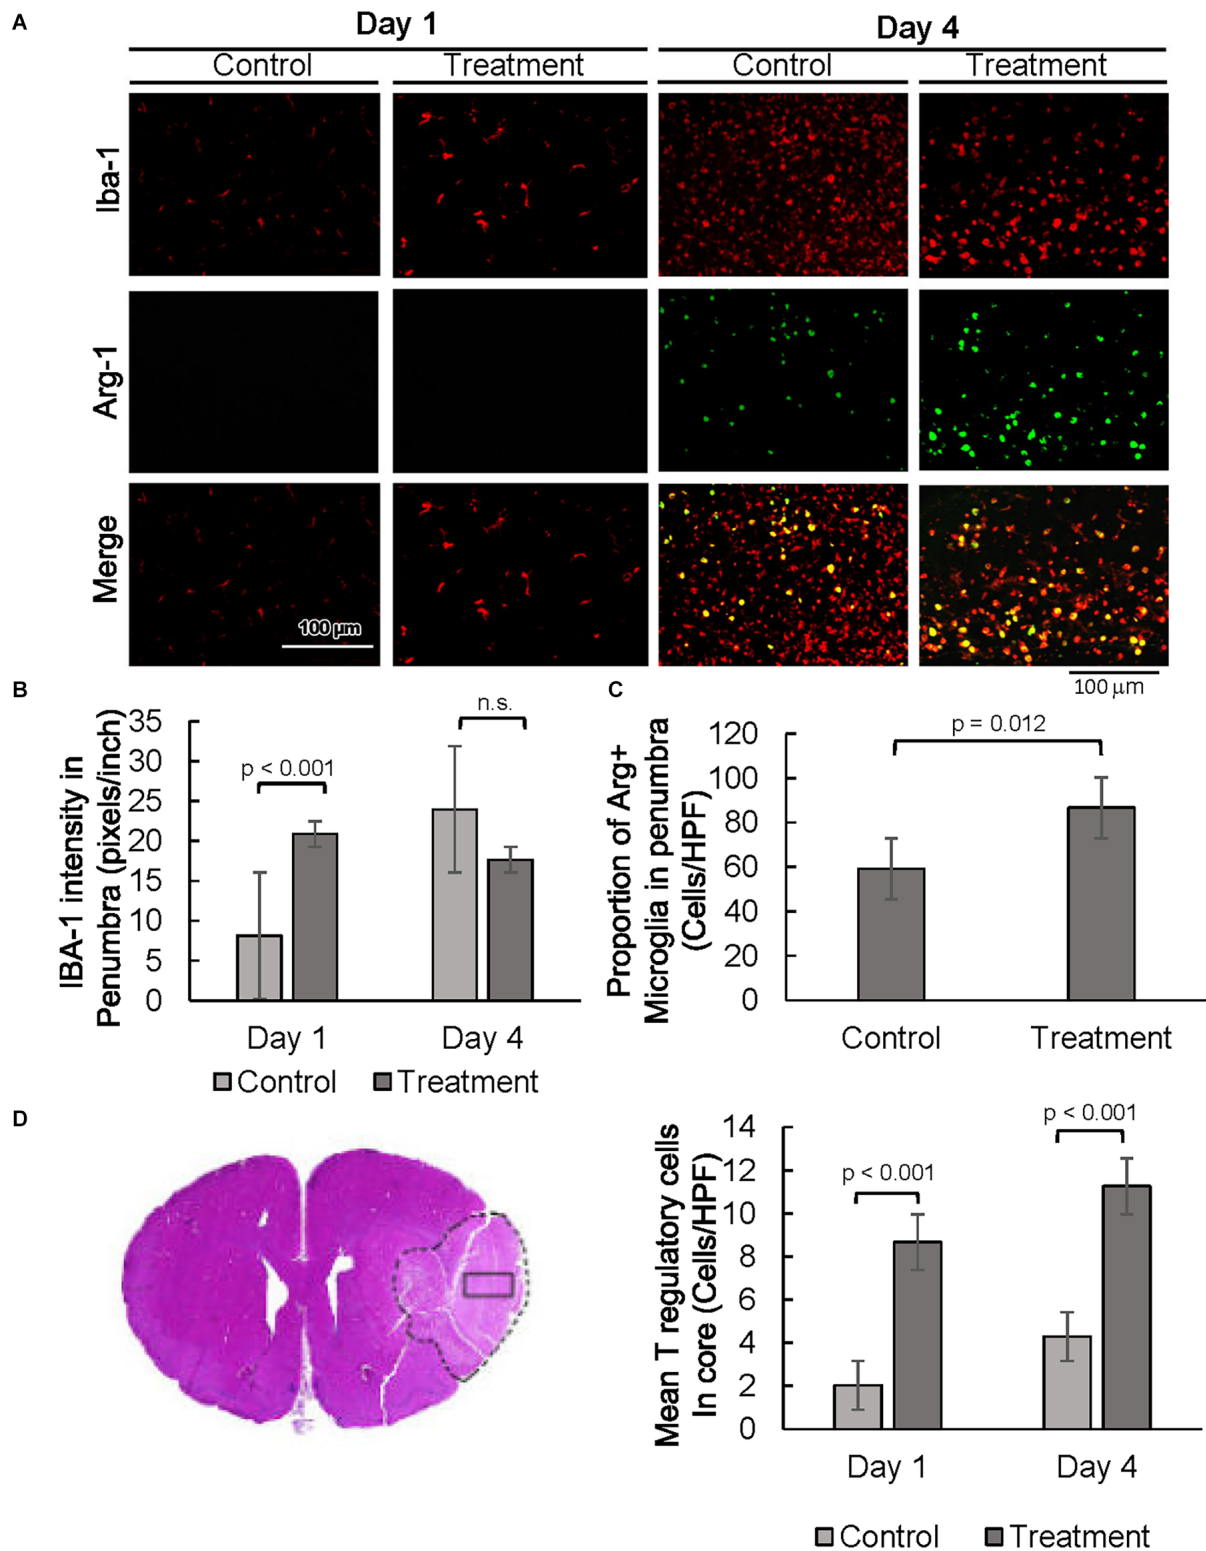 A
Day 1
Day 4
Control
Treatment
Control
Treatment
Iba-1
Arg-1
Merge
100 µm
100 µm
B
IBA-1 intensity in
Penumbra (pixels/inch)
35
30
25
20
15
10
5
0
p < 0.001
n.s.
Day 1
Day 4
Control
Treatment
C
Proportion of Arg+
Microglia in penumbra
(Cells/HPF)
120
100
80
60
40
20
0
p = 0.012
Control
Treatment
D
Mean T regulatory cells
In core (Cells/HPF)
14
12
10
8
6
4
2
0
p < 0.001
p < 0.001
Day 1
Day 4
Control
Treatment